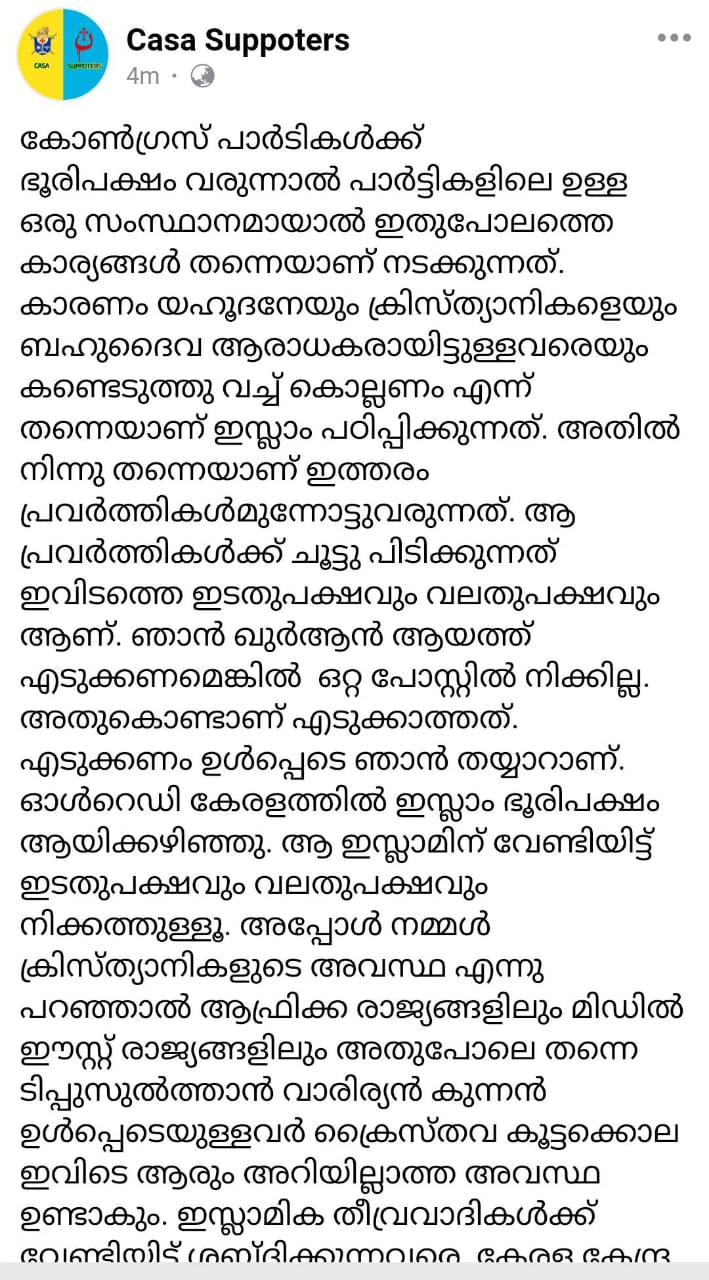 CASA
SUPPOTERS
Casa Suppoters
4m ·
കോൺഗ്രസ് പാർടികൾക്ക്
ഭൂരിപക്ഷം വരുന്നാൽ പാർട്ടികളിലെ ഉള്ള
ഒരു സംസ്ഥാനമായാൽ ഇതുപോലത്തെ
കാര്യങ്ങൾ തന്നെയാണ് നടക്കുന്നത്.
കാരണം യഹൂദനേയും ക്രിസ്ത്യാനികളെയും
ബഹുദൈവ ആരാധകരായിട്ടുള്ളവരെയും
കണ്ടെടുത്തു വച്ച് കൊല്ലണം എന്ന്
തന്നെയാണ് ഇസ്ലാം പഠിപ്പിക്കുന്നത്. അതിൽ
നിന്നു തന്നെയാണ് ഇത്തരം
പ്രവർത്തികൾമുന്നോട്ടുവരുന്നത്. ആ
പ്രവർത്തികൾക്ക് ചൂട്ടു പിടിക്കുന്നത്
ഇവിടത്തെ ഇടതുപക്ഷവും വലതുപക്ഷവും
ആണ്. ഞാൻ ഖുർആൻ ആയത്ത്
എടുക്കണമെങ്കിൽ ഒറ്റ പോസ്റ്റിൽ നിക്കില്ല.
അതുകൊണ്ടാണ് എടുക്കാത്തത്.
എടുക്കണം ഉൾപ്പെടെ ഞാൻ തയ്യാറാണ്.
ഓൾറെഡി കേരളത്തിൽ ഇസ്ലാം ഭൂരിപക്ഷം
ആയിക്കഴിഞ്ഞു. ആ ഇസ്ലാമിന് വേണ്ടിയിട്ട്
ഇടതുപക്ഷവും വലതുപക്ഷവും
നിക്കത്തുള്ളൂ. അപ്പോൾ നമ്മൾ
ക്രിസ്ത്യാനികളുടെ അവസ്ഥ എന്നു
പറഞ്ഞാൽ ആഫ്രിക്ക രാജ്യങ്ങളിലും മിഡിൽ
ഈസ്റ്റ് രാജ്യങ്ങളിലും അതുപോലെ തന്നെ
ടിപ്പുസുൽത്താൻ വാരിര്യൻ കുന്നൻ
ഉൾപ്പെടെയുള്ളവർ ക്രൈസ്തവ കൂട്ടക്കൊല
ഇവിടെ ആരും അറിയില്ലാത്ത അവസ്ഥ
ഉണ്ടാകും. ഇസ്ലാമിക തീവ്രവാദികൾക്ക്
വേണ്ടിയിട്ട് ശബ്ദിക്കുന്നവരെ കേരള കേന്ദ്ര